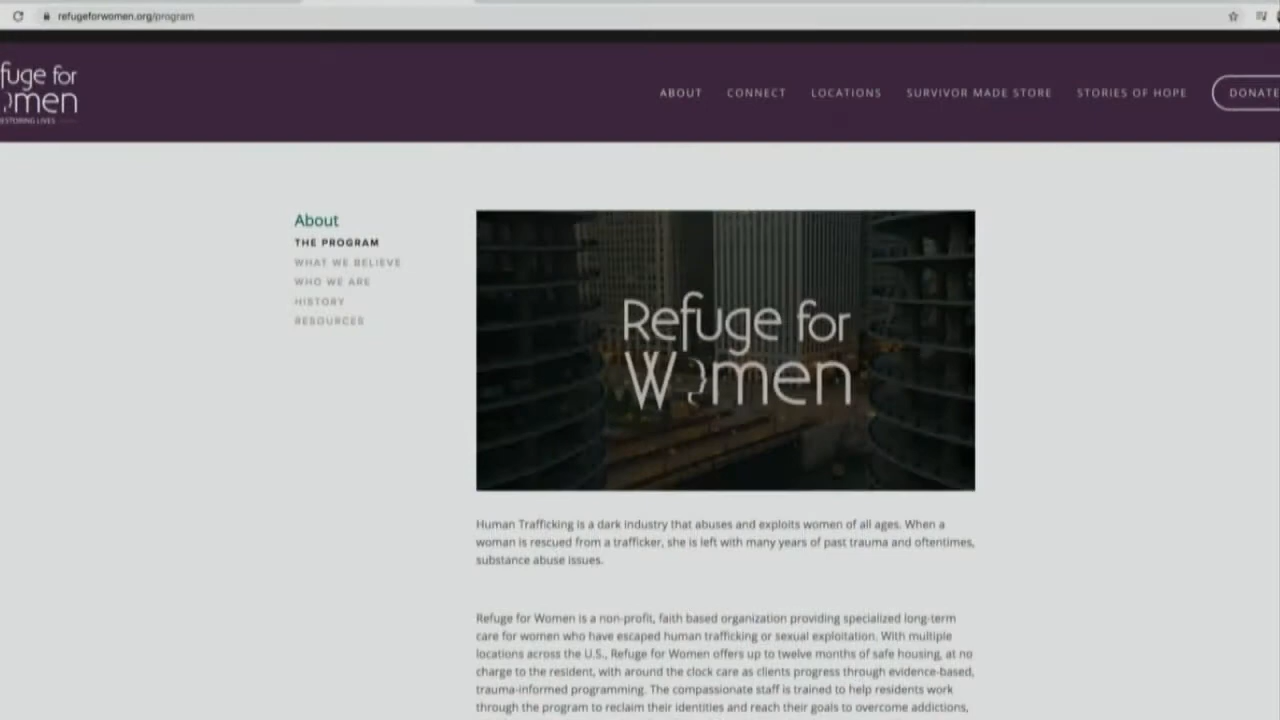 refugeforwomen.org/program
fuge for
omen
ESTORING LIVES
ABOUT CONNECT LOCATIONS SURVIVOR MADE STORE STORIES OF HOPE DONATE
About
THE PROGRAM
WHAT WE BELIEVE
WHO WE ARE
HISTORY
RESOURCES
Refuge for
Women
Human Trafficking is a dark industry that abuses and exploits women of all ages. When a
woman is rescued from a trafficker, she is left with many years of past trauma and oftentimes,
substance abuse issues.
Refuge for Women is a non-profit, faith based organization providing specialized long-term
care for women who have escaped human trafficking or sexual exploitation. With multiple
locations across the U.S., Refuge for Women offers up to twelve months of safe housing, at no
charge to the resident, with around the clock care as clients progress through evidence-based,
trauma-informed programming. The compassionate staff is trained to help residents work
through the program to reclaim their identities and reach their goals to overcome addictions,